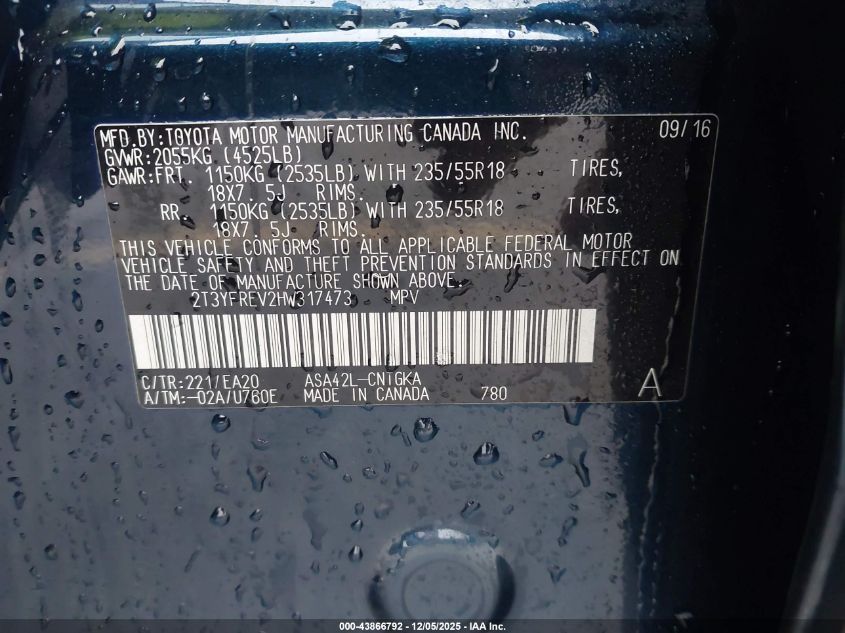 MFD.BY:TOYOTA MOTOR MANUFACTURING CANADA INC. 09/16
GVWR:2055KG (4525LB)
GAWR:FRT. 1150KG (2535LB) WITH 235/55R18 TIRES,
18X7. 5J RIMS.
RR. 1150KG (2535LB) WITH 235/55R18 TIRES,
18X7. 5J RIMS.
THIS VEHICLE CONFORMS TO ALL APPLICABLE FEDERAL MOTOR
VEHICLE SAFETY AND THEFT PREVENTION STANDARDS IN EFFECT ON
THE DATE OF MANUFACTURE SHOWN ABOVE.
2T3YFREV2HW317473 MPV
C/TR:221/EA20 ASA42L-CNTGKA
A/TM:-02A/U760E MADE IN CANADA 780 A
000-43866792 - 12/05/2025 - IAA Inc.